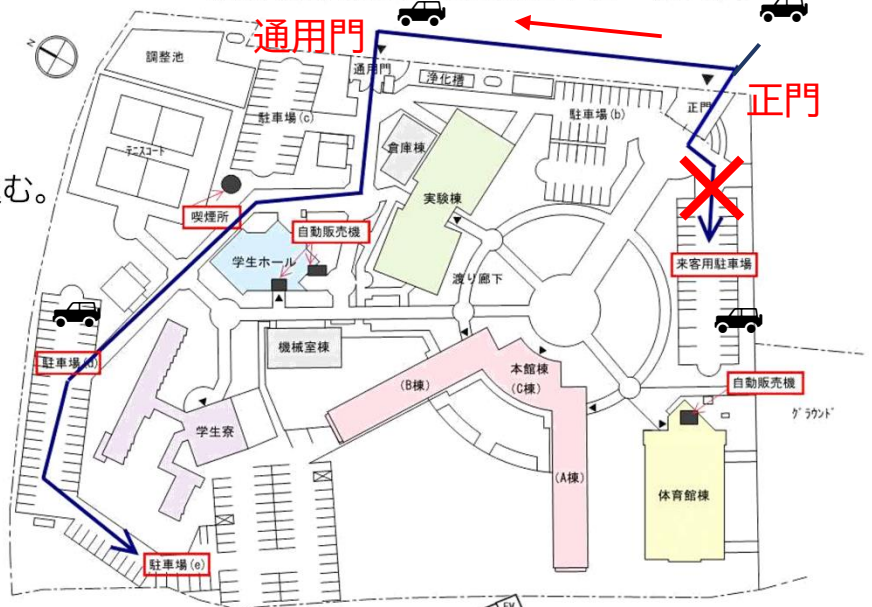 通用門
N
調整池
通用門
浄化槽
正門
正門
駐車場(c)
駐車場(b)
テニスコート
倉庫棟
む。
実験棟
喫煙所
自動販売機
学生ホール
来客用駐車場
渡り廊下
機械室棟
駐車場(d)
本館棟
(C棟)
(B棟)
自動販売機
グラウンド
学生寮
(A棟)
体育館棟
駐車場(e)